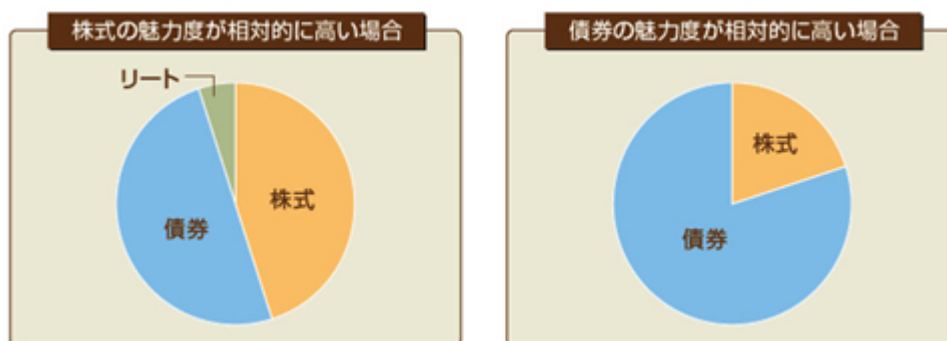 株式の魅力度が相対的に高い場合
リート
株式
債券
債券の魅力度が相対的に高い場合
株式
債券